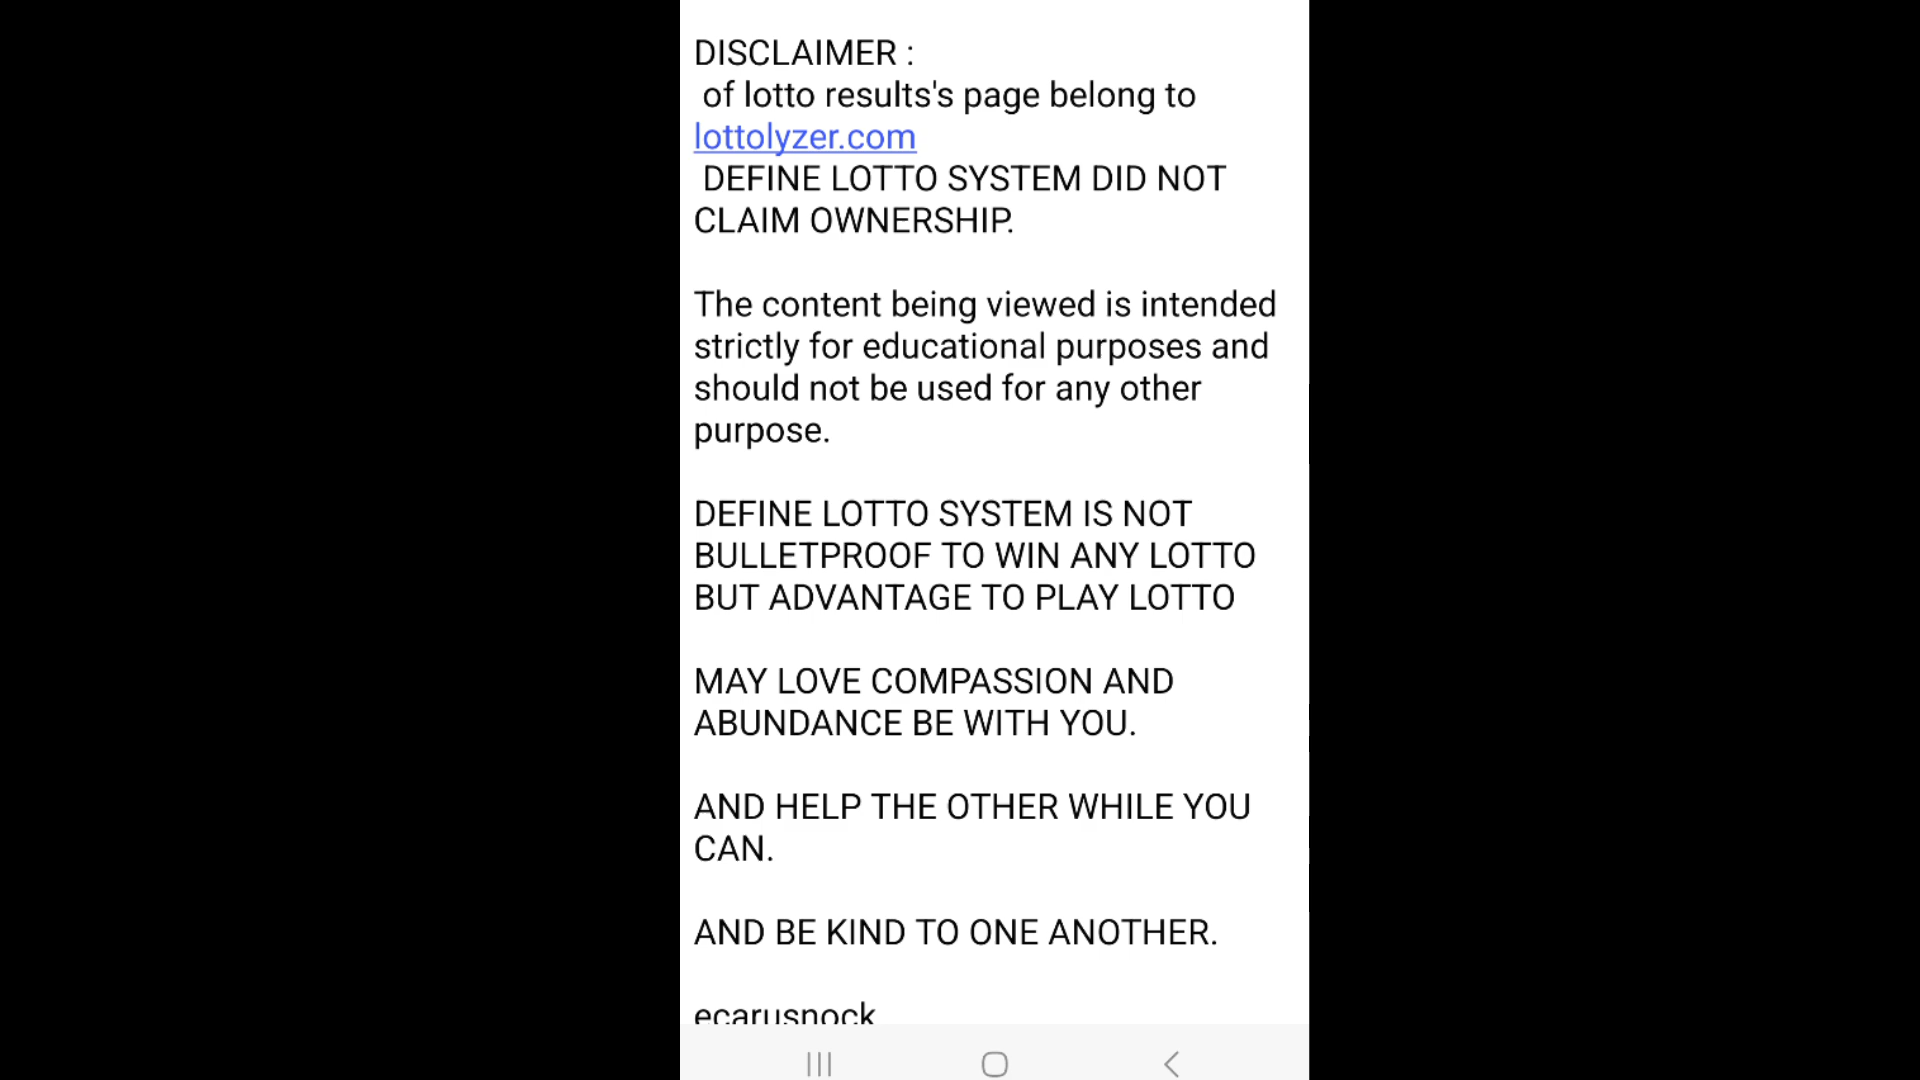 DISCLAIMER :
of lotto results's page belong to
lottolyzer.com
DEFINE LOTTO SYSTEM DID NOT
CLAIM OWNERSHIP.
The content being viewed is intended
strictly for educational purposes and
should not be used for any other
purpose.
DEFINE LOTTO SYSTEM IS NOT
BULLETPROOF TO WIN ANY LOTTO
BUT ADVANTAGE TO PLAY LOTTO
MAY LOVE COMPASSION AND
ABUNDANCE BE WITH YOU.
AND HELP THE OTHER WHILE YOU
CAN.
AND BE KIND TO ONE ANOTHER.
ecarusnock